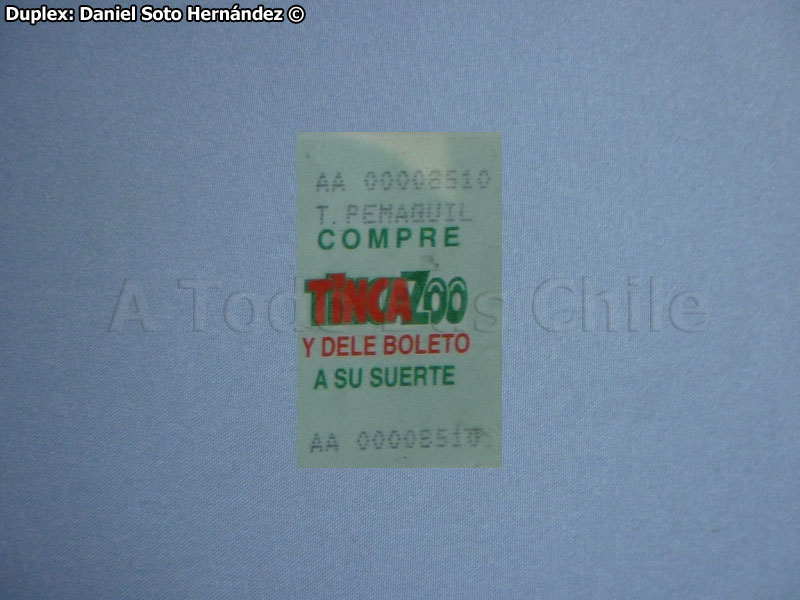 Duplex: Daniel Soto Hernández ©
AA 00008510
T. PEMAQUIL
COMPRE
TINCAZOO
A Todo Bus Chile
Y DELE BOLETO
A SU SUERTE
AA 00008510